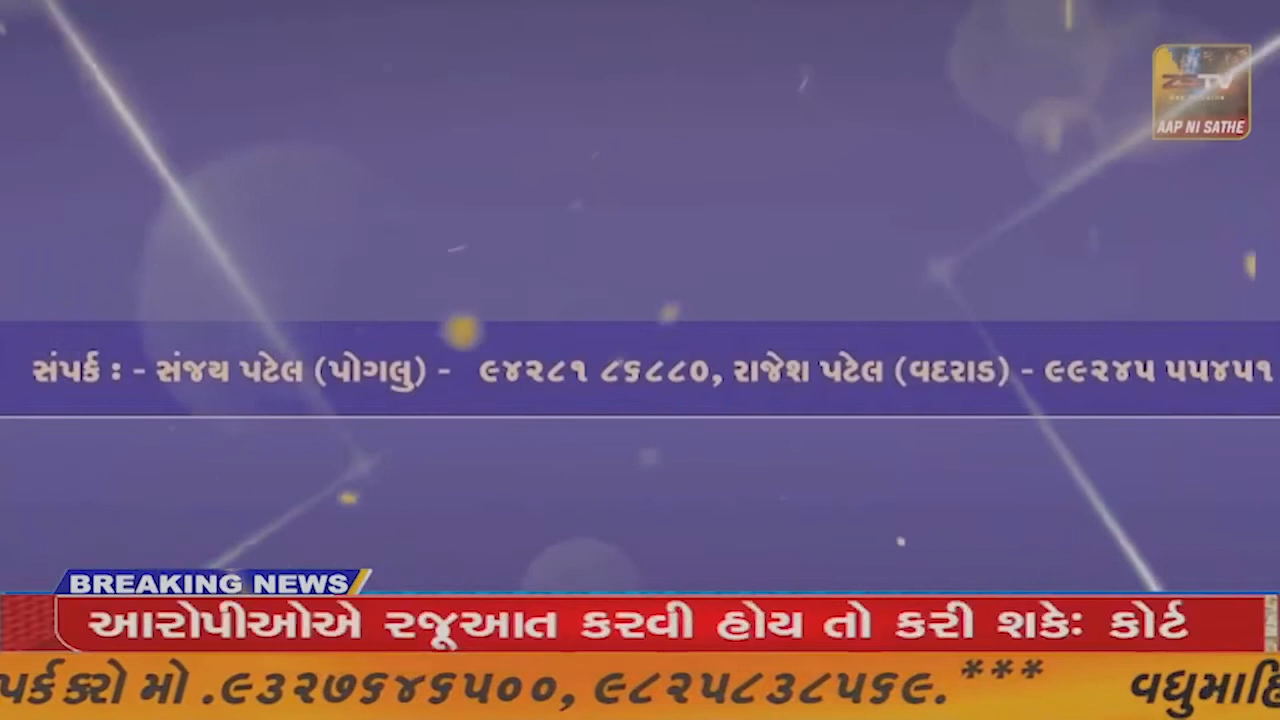 AAP NI SATHE
સંપર્ક : - સંજય પટેલ (પોગલુ) - ૯૪૨૮૧ ૮૬૮૮૦, રાજેશ પટેલ (વદરાડ) - ૯૯૨૪૫ ૫૫૪૫૧
BREAKING NEWS
આરોપીઓએ રજૂઆત કરવી હોય તો કરી શકેઃ કોર્ટ
પર્ક કરો મો .૯૩૨૭૬૪૬૫૦૦, ૯૮૨૫૮૩૮૫૬૯. *** વધુમાહિ